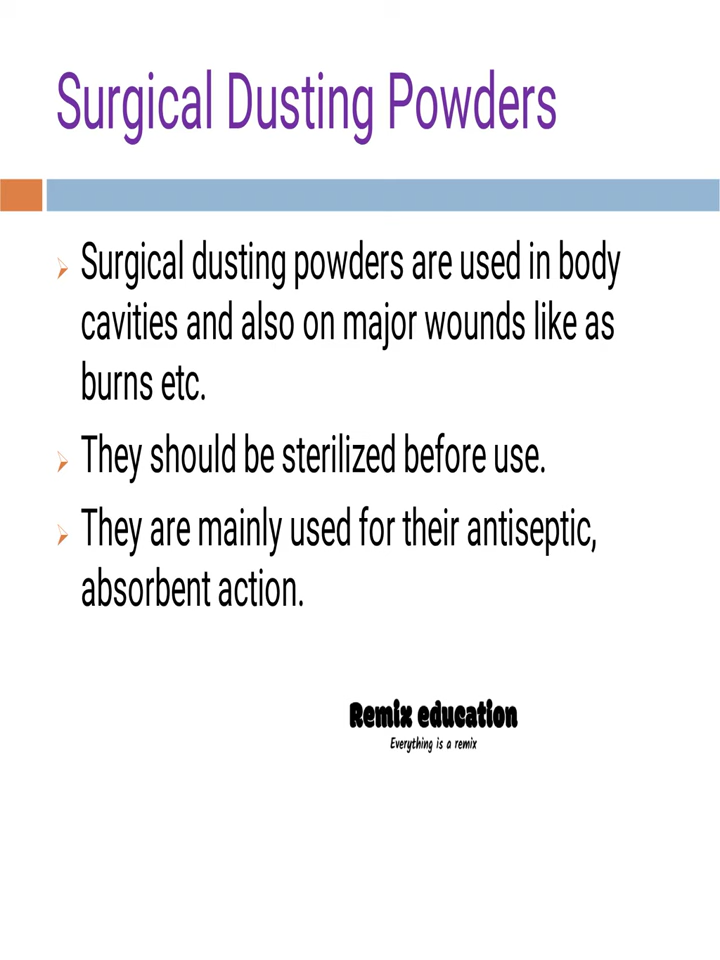 Surgical Dusting Powders
Surgical dusting powders are used in body
cavities and also on major wounds like as
burns etc.
They should be sterilized before use.
They are mainly used for their antiseptic,
absorbent action.
Remix education
Everything is a remix